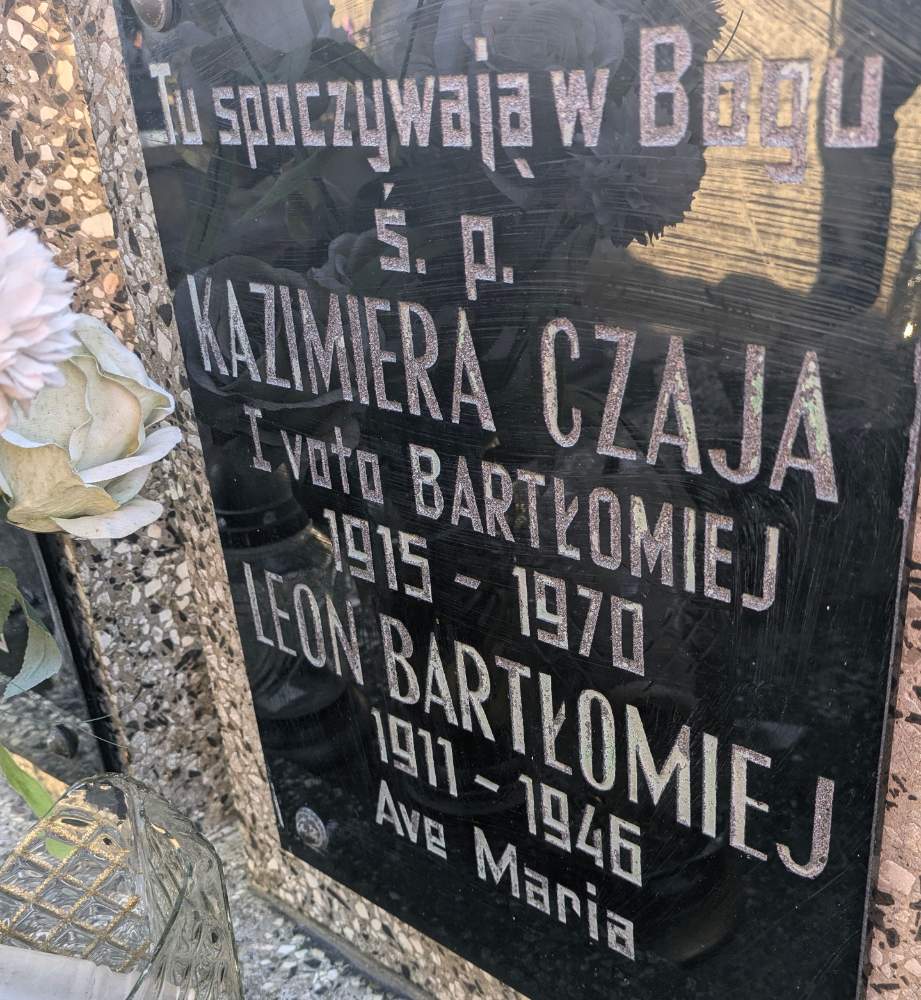 Tu spoczywają w Bogu
ś. p.
KAZIMIERA CZAJA
I voto BARTŁOMIEJ
1915 - 1970
LEON BARTŁOMIEJ
1911 - 1946
Ave Maria